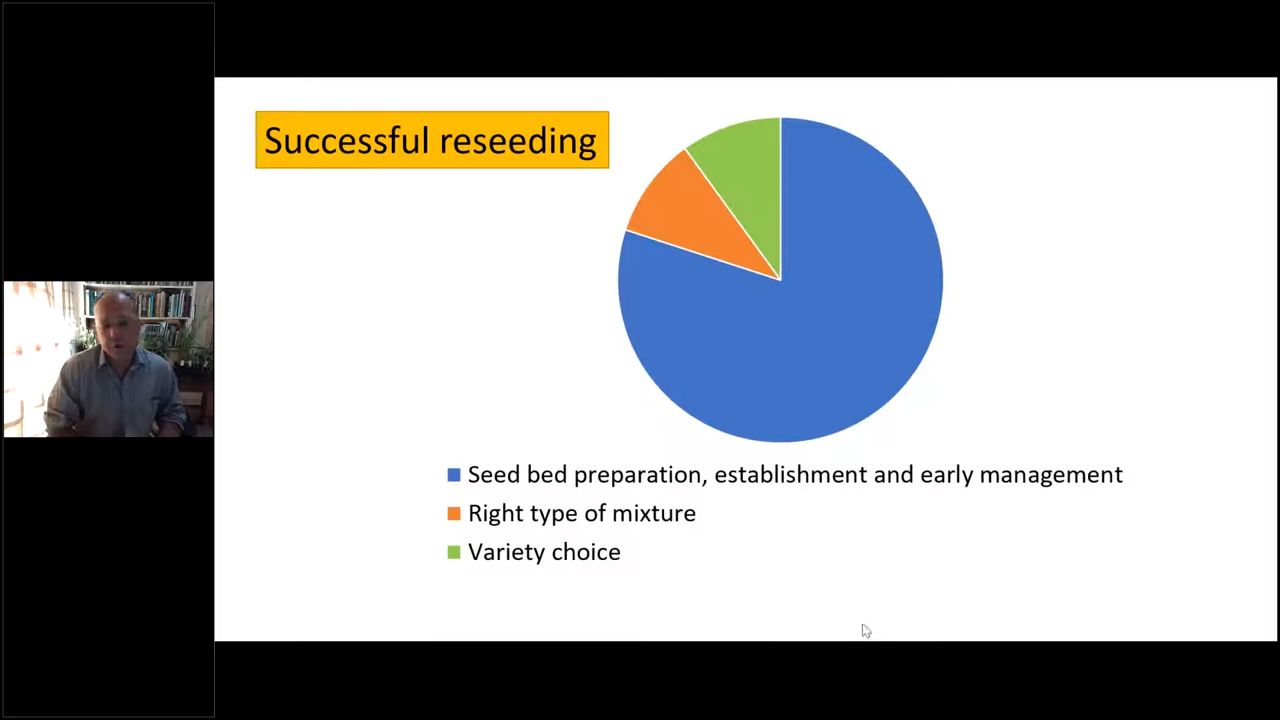 Successful reseeding
Seed bed preparation, establishment and early management
Right type of mixture
Variety choice